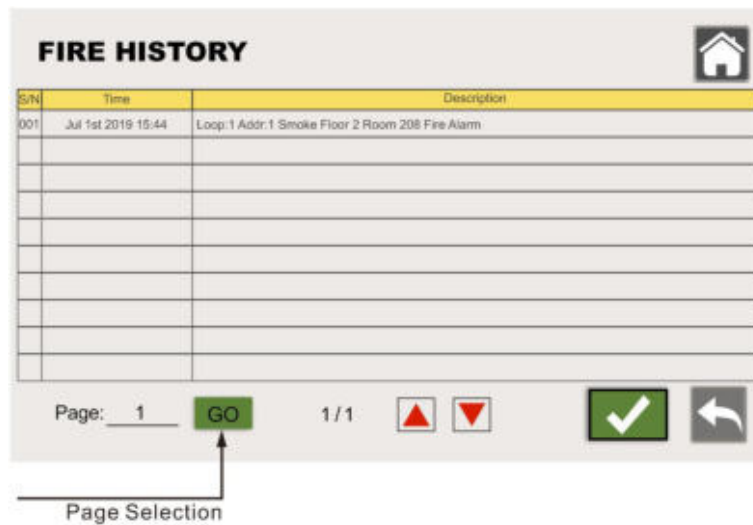 FIRE HISTORY
S/N Time Description
001 Jul 1st 2019 15:44 Loop:1 Addr:1 Smoke Floor 2 Room 208 Fire Alarm
Page: 1 GO 1/1
Page Selection